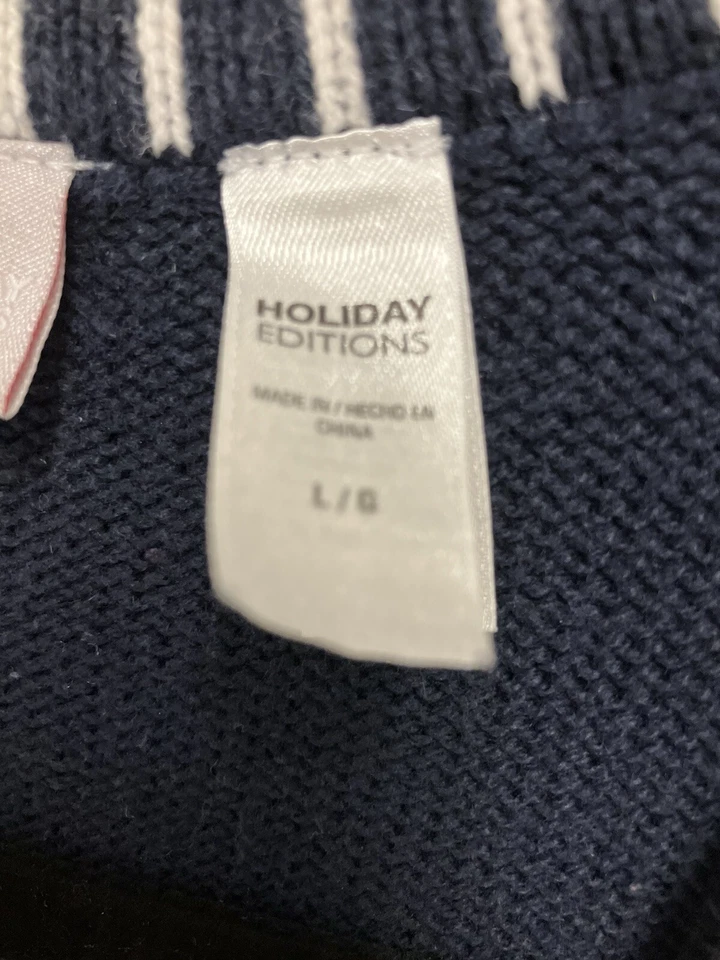 HOLIDAY
EDITIONS
MADE IN / HECHO EN
CHINA
L / G